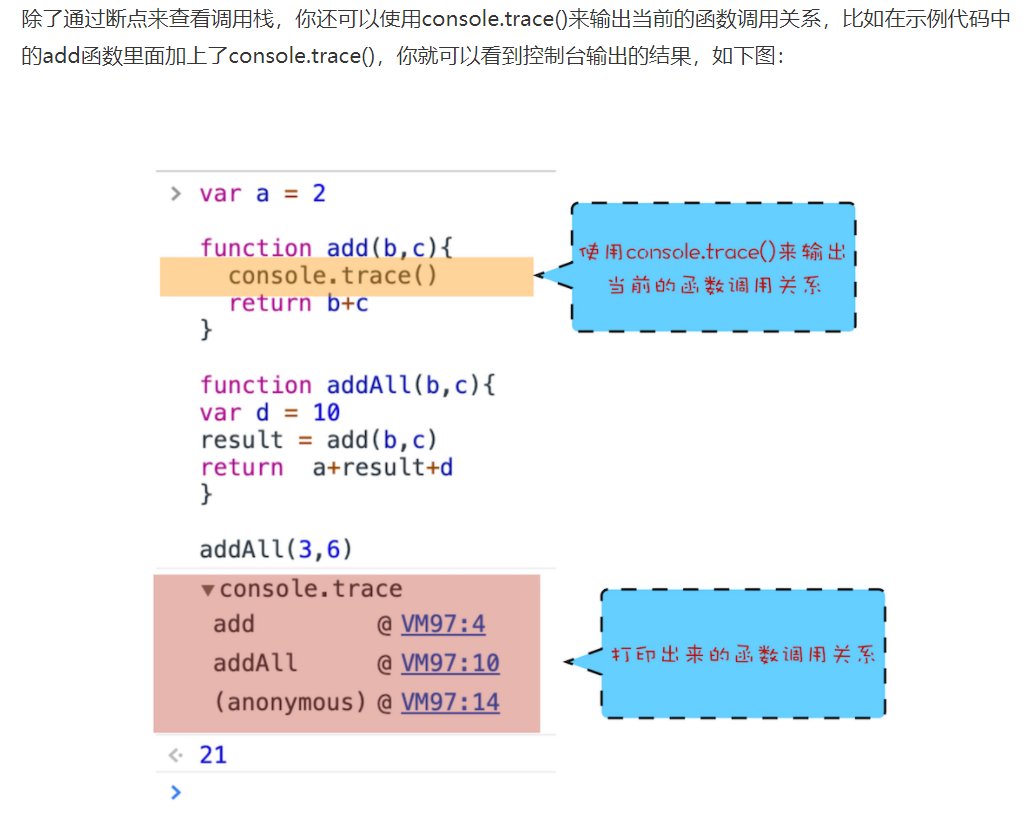 除了通过断点来查看调用栈，你还可以使用console.trace()来输出当前的函数调用关系，比如在示例代码中
的add函数里面加上了console.trace()，你就可以看到控制台输出的结果，如下图：
> var a = 2
function add(b,c){
console.trace()
return b+c
}
使用console.trace()来输出
当前的函数调用关系
function addAll(b,c){
var d = 10
result = add(b,c)
return  a+result+d
}
addAll(3,6)
▼console.trace
add @ VM97:4
addAll @ VM97:10
(anonymous) @ VM97:14
打印出来的函数调用关系
21
>